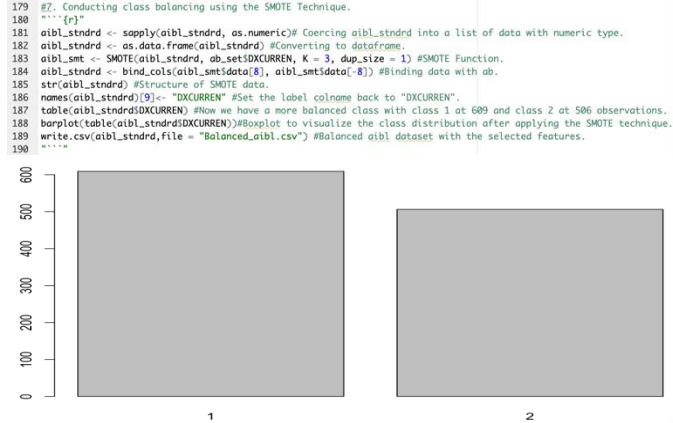 179 #7. Conducting class balancing using the SMOTE Technique.
180 "```{r}"
181 aibl_stndrd <- sapply(aibl_stndrd, as.numeric)# Coercing aibl_stndrd into a list of data with numeric type.
182 aibl_stndrd <- as.data.frame(aibl_stndrd) #Converting to dataframe.
183 aibl_smt <- SMOTE(aibl_stndrd, ab_set$DXCURREN, K = 3, dup_size = 1) #SMOTE Function.
184 aibl_stndrd <- bind_cols(aibl_smt$data[8], aibl_smt$data[-8]) #Binding data with ab.
185 str(aibl_stndrd) #Structure of SMOTE data.
186 names(aibl_stndrd)[9]<- "DXCURREN" #Set the label colname back to "DXCURREN".
187 table(aibl_stndrd$DXCURREN) #Now we have a more balanced class with class 1 at 609 and class 2 at 506 observations.
188 barplot(table(aibl_stndrd$DXCURREN))#Boxplot to visualize the class distribution after applying the SMOTE technique.
189 write.csv(aibl_stndrd,file = "Balanced_aibl.csv") #Balanced aibl dataset with the selected features.
190 "```"
600
500
400
300
200
100
0
1 2